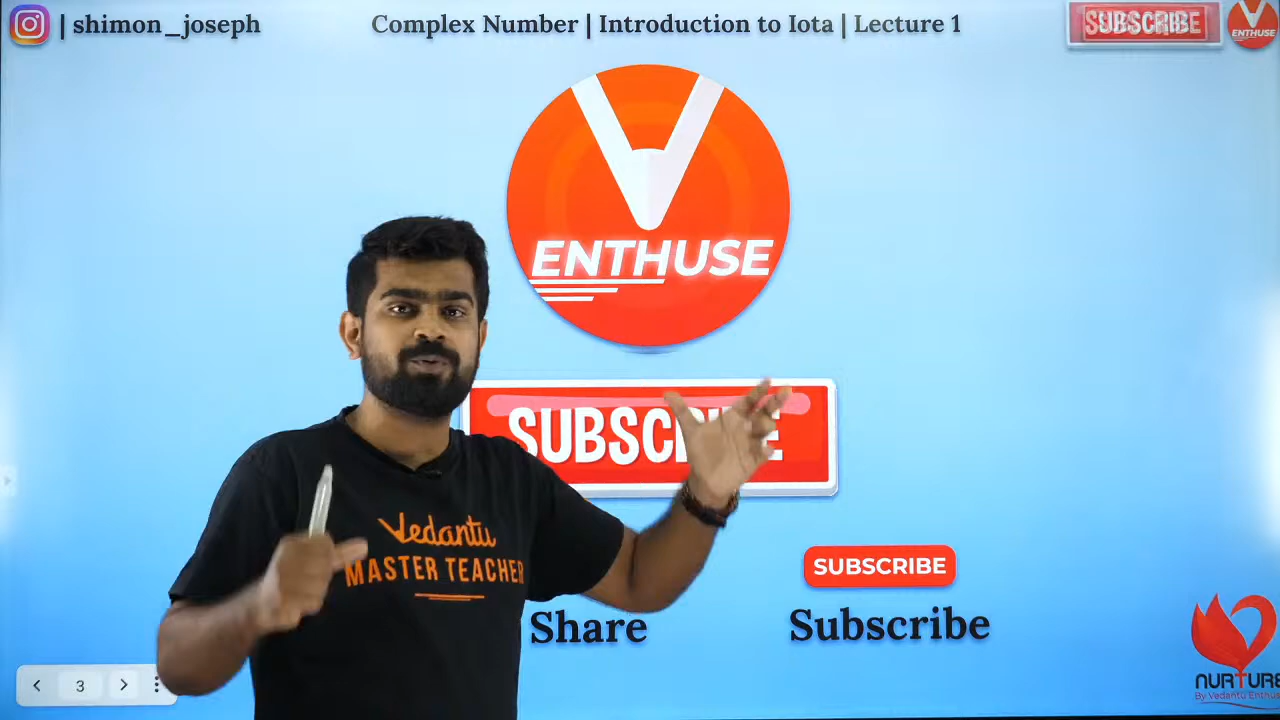 | shimon_joseph
Complex Number | Introduction to Iota | Lecture 1
SUBSCRIBE
ENTHUSE
V
ENTHUSE
Vedantu
MASTER TEACHER
SUBSCRIBE
Share
Subscribe
3
NURTURE
By Vedantu